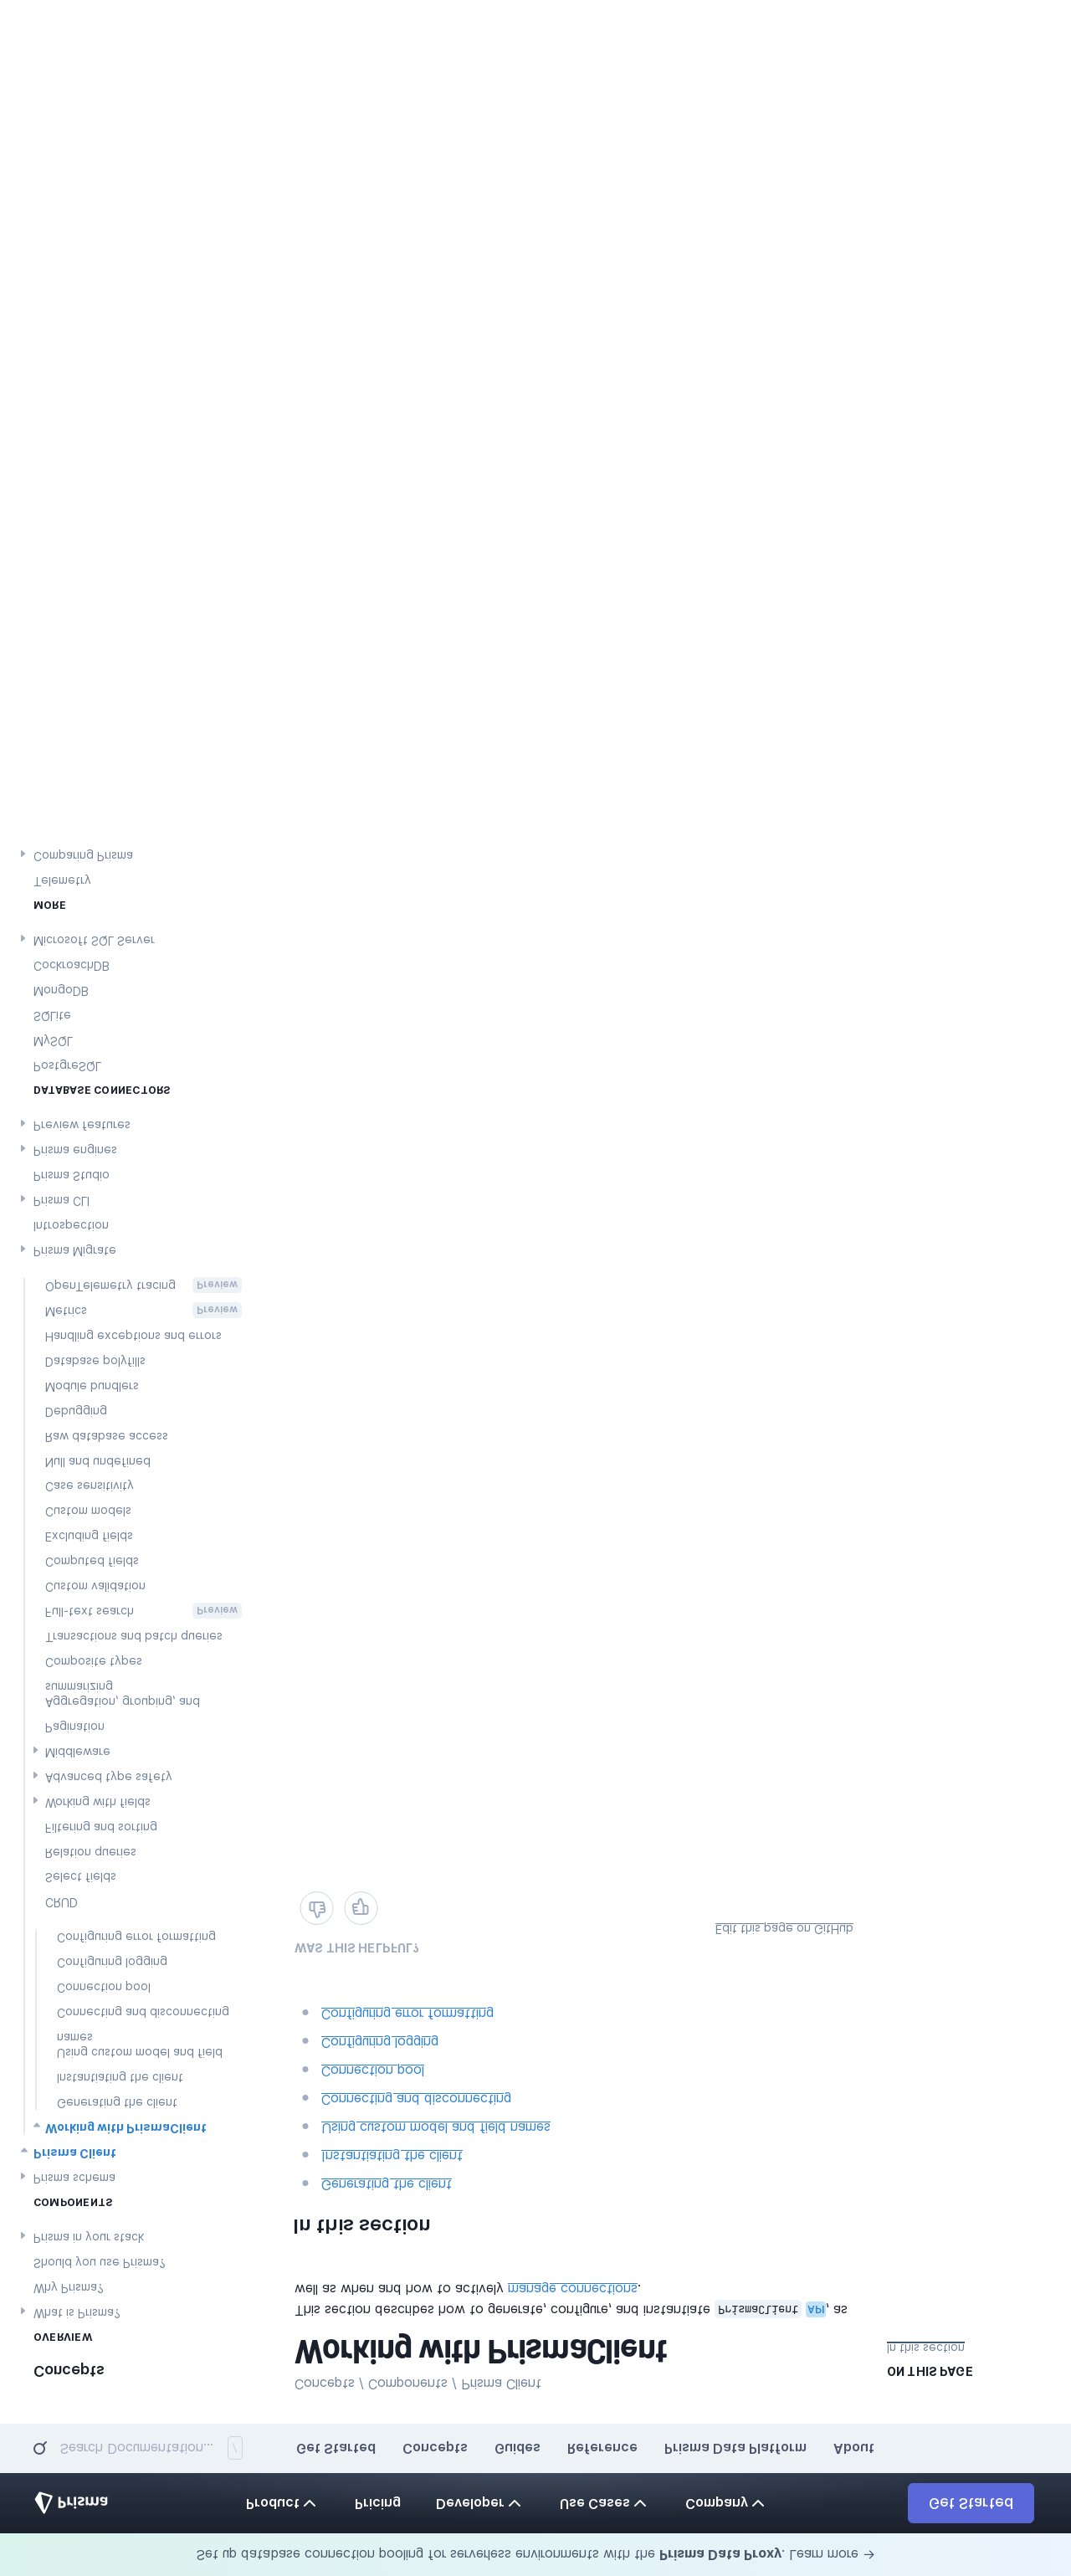 Set up database connection pooling for serverless environments with the Prisma Data Proxy. Learn more →
Prisma
Product
Pricing
Developer
Use Cases
Company
Get Started
Search Documentation... /
Get Started
Concepts
Guides
Reference
Prisma Data Platform
About
Concepts
OVERVIEW
What is Prisma?
Why Prisma?
Should you use Prisma?
Prisma in your stack
COMPONENTS
Prisma schema
Prisma Client
Working with PrismaClient
Generating the client
Instantiating the client
Using custom model and field
names
Connecting and disconnecting
Connection pool
Configuring logging
Configuring error formatting
CRUD
Select fields
Relation queries
Filtering and sorting
Working with fields
Advanced type safety
Middleware
Pagination
Aggregation, grouping, and
summarizing
Composite types
Transactions and batch queries
Full-text search Preview
Custom validation
Computed fields
Excluding fields
Custom models
Case sensitivity
Null and undefined
Raw database access
Debugging
Module bundlers
Database polyfills
Handling exceptions and errors
Metrics Preview
OpenTelemetry tracing Preview
Prisma Migrate
Introspection
Prisma CLI
Prisma Studio
Prisma engines
Preview features
DATABASE CONNECTORS
PostgreSQL
MySQL
SQLite
MongoDB
CockroachDB
Microsoft SQL Server
MORE
Telemetry
Comparing Prisma
Concepts / Components / Prisma Client
Working with PrismaClient
This section describes how to generate, configure, and instantiate PrismaClient API, as
well as when and how to actively manage connections.
In this section
Generating the client
Instantiating the client
Using custom model and field names
Connecting and disconnecting
Connection pool
Configuring logging
Configuring error formatting
WAS THIS HELPFUL?
Edit this page on GitHub
ON THIS PAGE
In this section